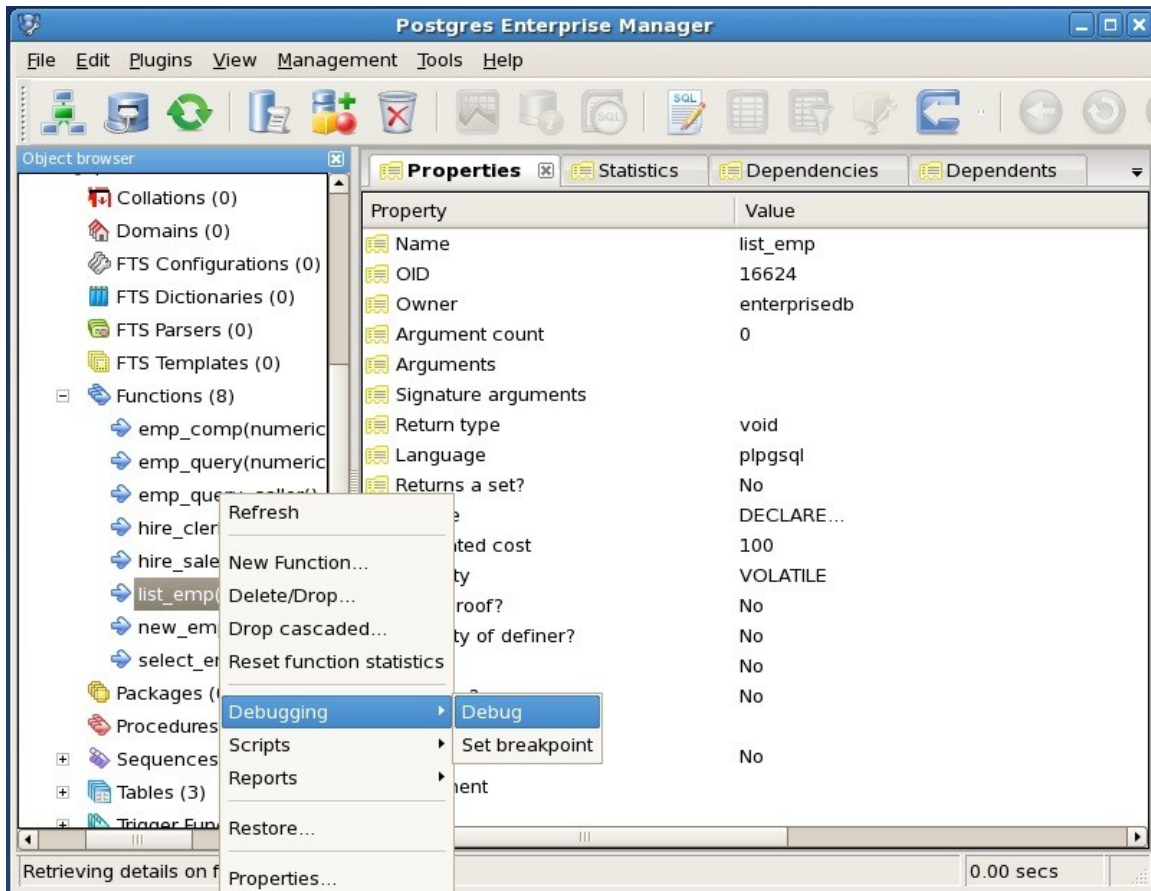 Postgres Enterprise Manager
File Edit Plugins View Management Tools Help
SQL
SQL
Object browser
Collations (0)
Domains (0)
FTS Configurations (0)
FTS Dictionaries (0)
FTS Parsers (0)
FTS Templates (0)
Functions (8)
emp_comp(numeric
emp_query(numeric
hire_cler
hire_sale
list_emp(
new_em
select_e
Packages (
Procedures
Sequences
Tables (3)
Refresh
New Function...
Delete/Drop...
Drop cascaded...
Reset function statistics
Debugging
Scripts
Reports
Restore...
Properties...
Debug
Set breakpoint
Properties Statistics Dependencies Dependents
Property Value
Name list_emp
OID 16624
Owner enterprisedb
Argument count 0
Arguments
Signature arguments
Return type void
Language plpgsql
Returns a set? No
DECLARE...
ted cost 100
ty VOLATILE
roof? No
ty of definer? No
No
No
No
ent
Retrieving details on f
0.00 secs